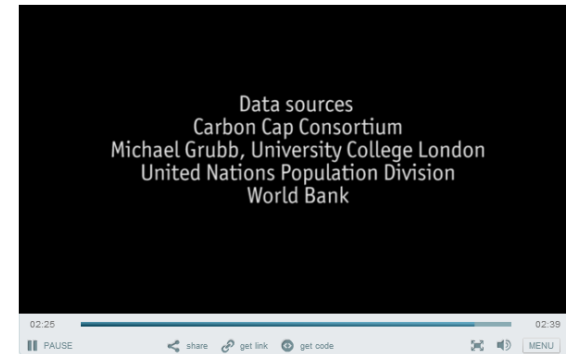 Data sources
Carbon Cap Consortium
Michael Grubb, University College London
United Nations Population Division
World Bank
02:25 02:39
PAUSE share get link get code MENU